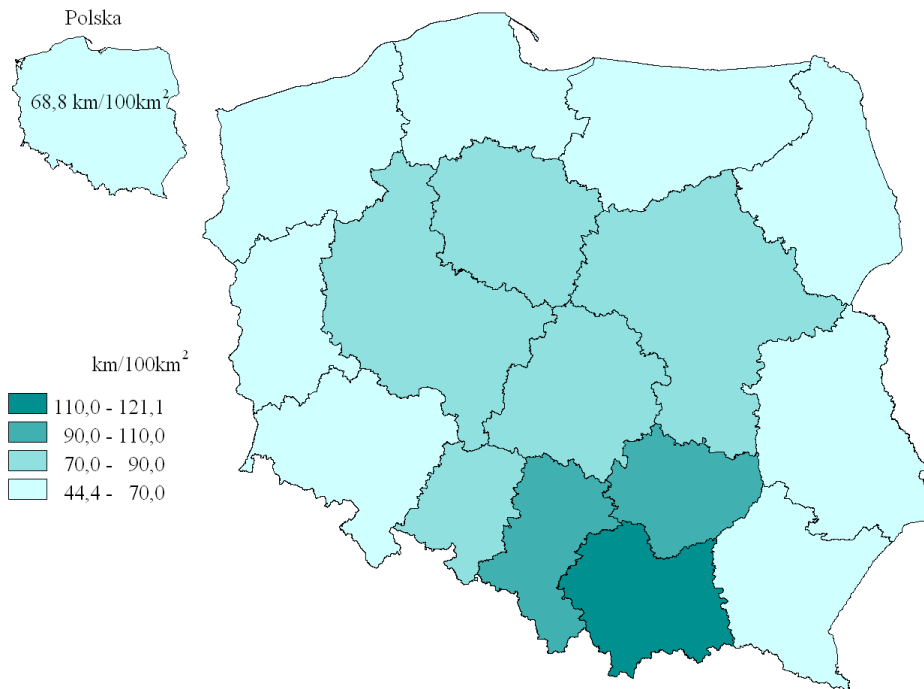 Polska
68,8 km/100km²
km/100km²
110,0 - 121,1
90,0 - 110,0
70,0 - 90,0
44,4 - 70,0